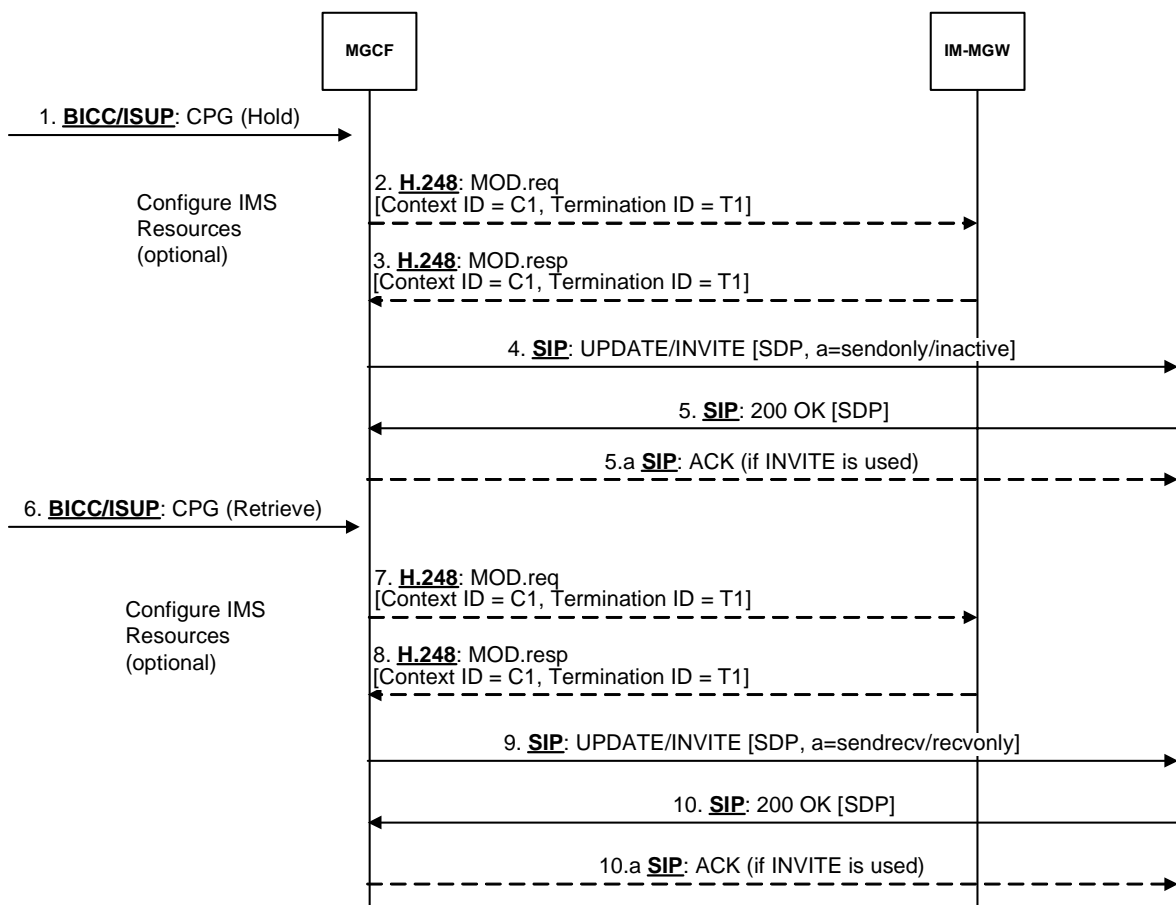 MGCF
IM-MGW
1. BICC/ISUP: CPG (Hold)
Configure IMS
Resources
(optional)
2. H.248: MOD.req
[Context ID = C1, Termination ID = T1]
3. H.248: MOD.resp
[Context ID = C1, Termination ID = T1]
4. SIP: UPDATE/INVITE [SDP, a=sendonly/inactive]
5. SIP: 200 OK [SDP]
5.a SIP: ACK (if INVITE is used)
6. BICC/ISUP: CPG (Retrieve)
Configure IMS
Resources
(optional)
7. H.248: MOD.req
[Context ID = C1, Termination ID = T1]
8. H.248: MOD.resp
[Context ID = C1, Termination ID = T1]
9. SIP: UPDATE/INVITE [SDP, a=sendrecv/recvonly]
10. SIP: 200 OK [SDP]
10.a SIP: ACK (if INVITE is used)